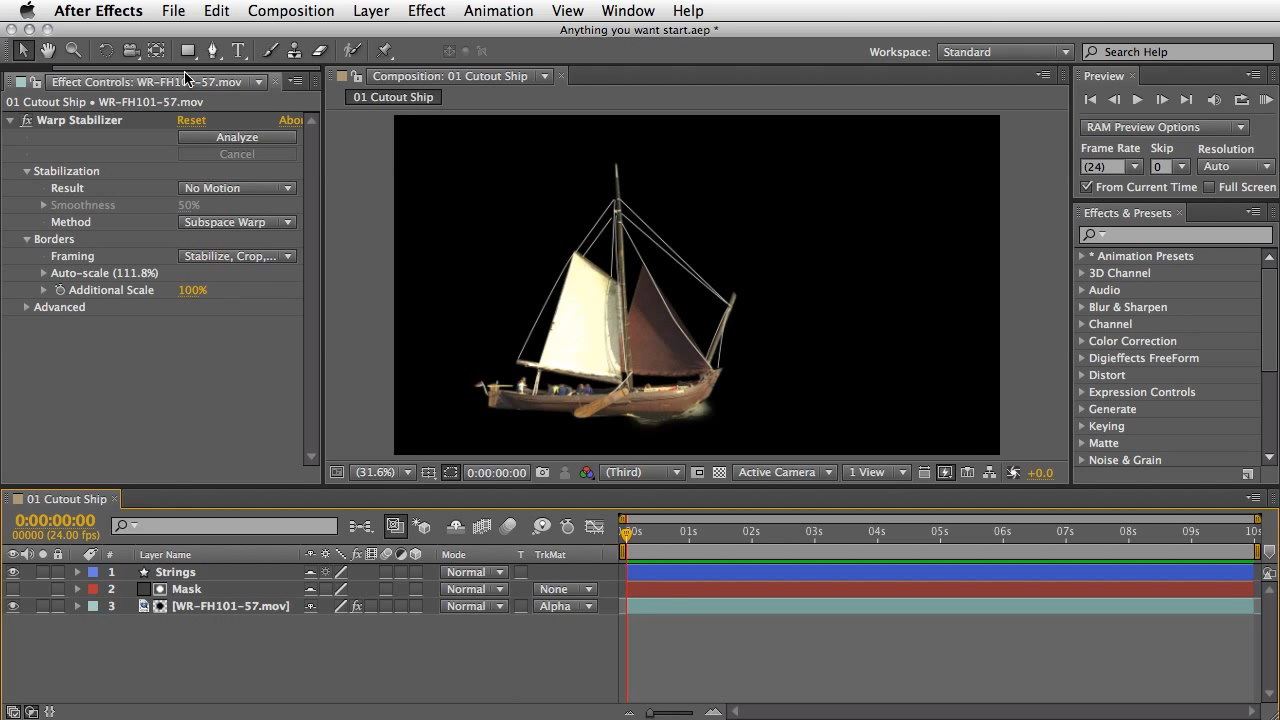 After Effects File Edit Composition Layer Effect Animation View Window Help
Anything you want start.aep *
T Workspace: Standard Search Help
Effect Controls: WR-FH101-57.mov
01 Cutout Ship • WR-FH101-57.mov
fx Warp Stabilizer Reset Abou
Analyze
Cancel
Stabilization
Result No Motion
Smoothness 50%
Method Subspace Warp
Borders
Framing Stabilize, Crop,...
Auto-scale (111.8%)
Additional Scale 100%
Advanced
Composition: 01 Cutout Ship
01 Cutout Ship
(31.6%) 0:00:00:00 (Third) Active Camera 1 View +0.0
Preview
RAM Preview Options
Frame Rate Skip Resolution
(24) 0 Auto
From Current Time Full Screen
Effects & Presets
* Animation Presets
3D Channel
Audio
Blur & Sharpen
Channel
Color Correction
Digieffects FreeForm
Distort
Expression Controls
Generate
Keying
Matte
Noise & Grain
01 Cutout Ship
0:00:00:00
00000 (24.00 fps)
:00s 01s 02s 03s 04s 05s 06s 07s 08s 09s 10s
# Layer Name fx Mode T TrkMat
1 Strings Normal
2 Mask Normal None
3 [WR-FH101-57.mov] fx Normal Alpha